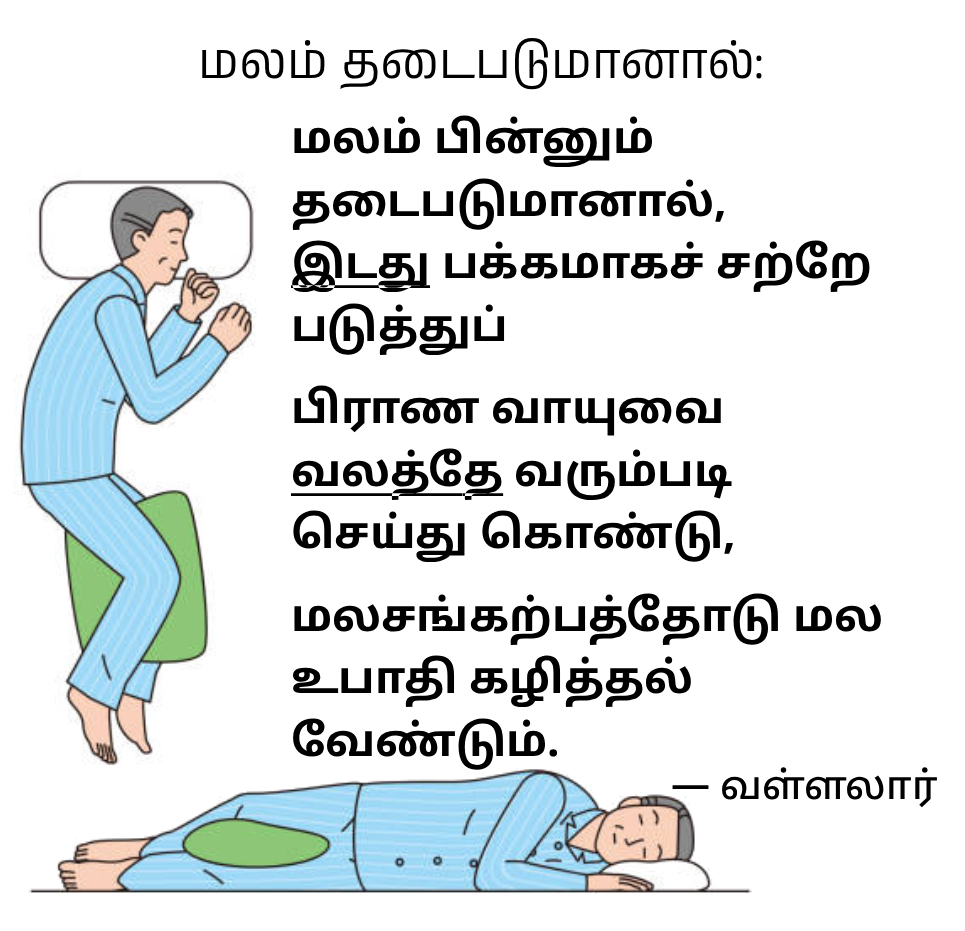 மலம் தடைபடுமானால்:
மலம் பின்னும்
தடைபடுமானால்,
இடது பக்கமாகச் சற்றே
படுத்துப்
பிராண வாயுவை
வலத்தே வரும்படி
செய்து கொண்டு,
மலசங்கற்பத்தோடு மல
உபாதி கழித்தல்
வேண்டும்.
— வள்ளலார்